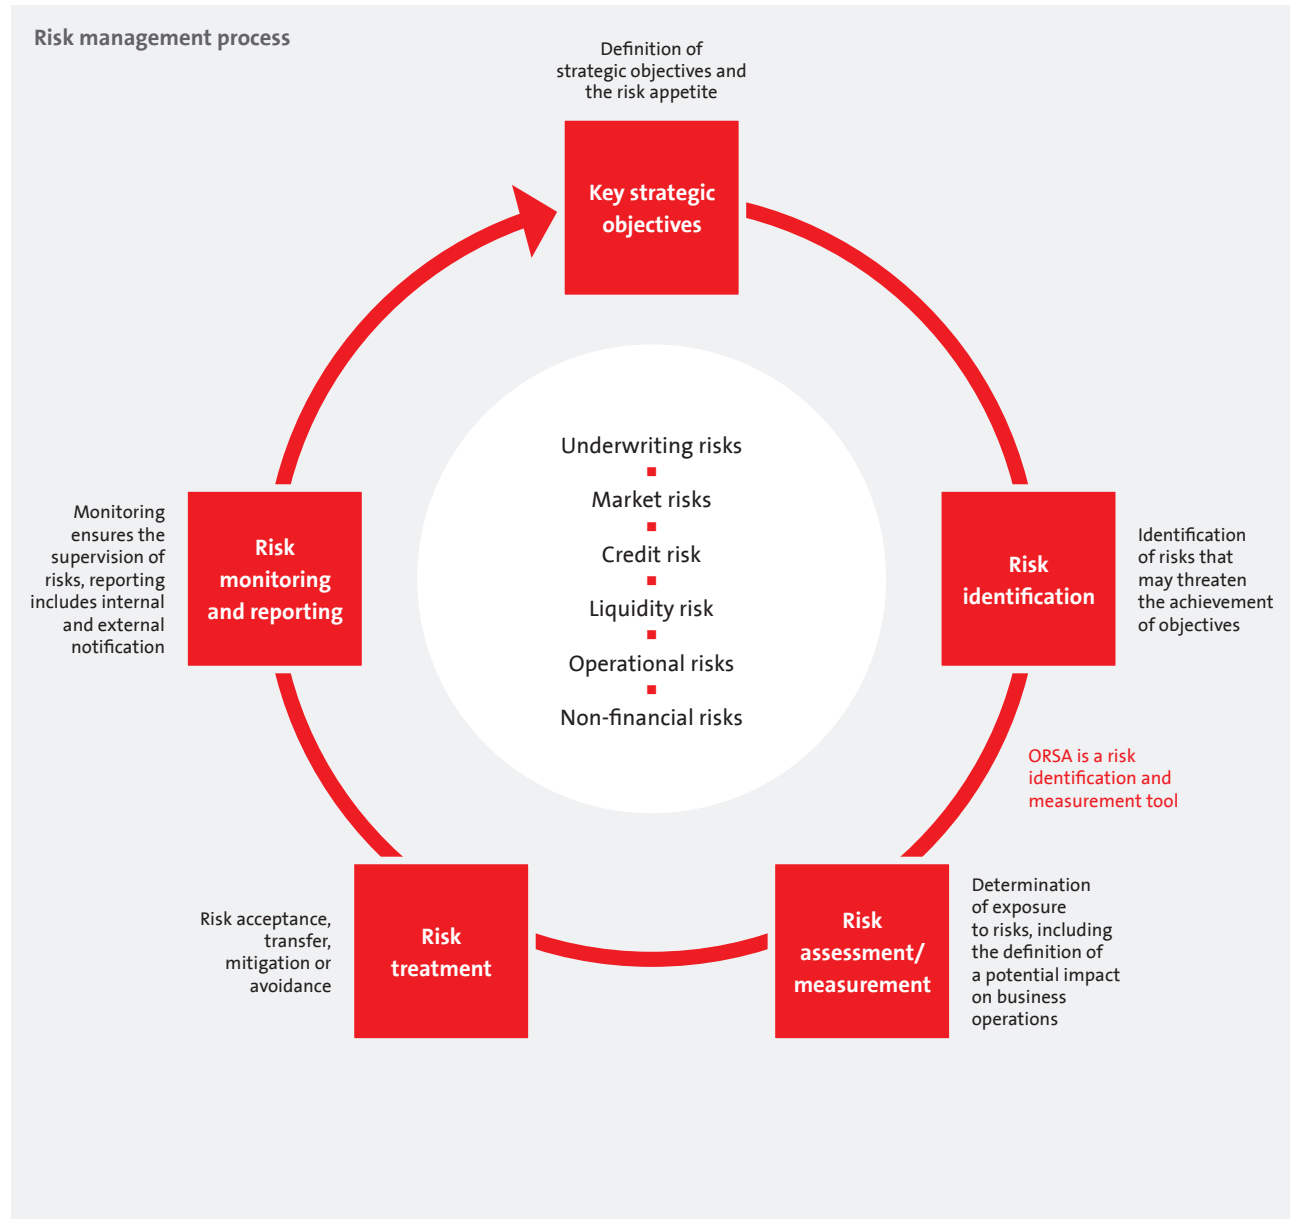 Risk management process
Definition of
strategic objectives and
the risk appetite
Key strategic
objectives
Underwriting risks
Market risks
Credit risk
Liquidity risk
Operational risks
Non-financial risks
Risk
identification
Identification
of risks that
may threaten
the achievement
of objectives
ORSA is a risk
identification and
measurement tool
Risk
assessment/
measurement
Determination
of exposure
to risks, including
the definition of
a potential impact
on business
operations
Risk
treatment
Risk acceptance,
transfer,
mitigation or
avoidance
Risk
monitoring
and reporting
Monitoring
ensures the
supervision of
risks, reporting
includes internal
and external
notification